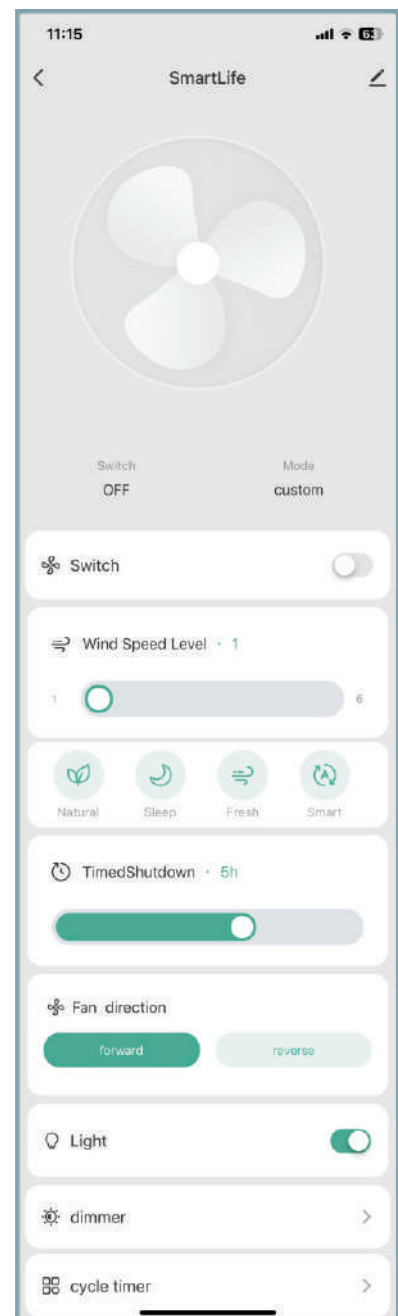 11:15
63
SmartLife
Switch
Mode
OFF
custom
Switch
Wind Speed Level · 1
1
6
Natural Sleep Fresh Smart
TimedShutdown · 5h
Fan direction
forward reverse
Light
dimmer
cycle timer